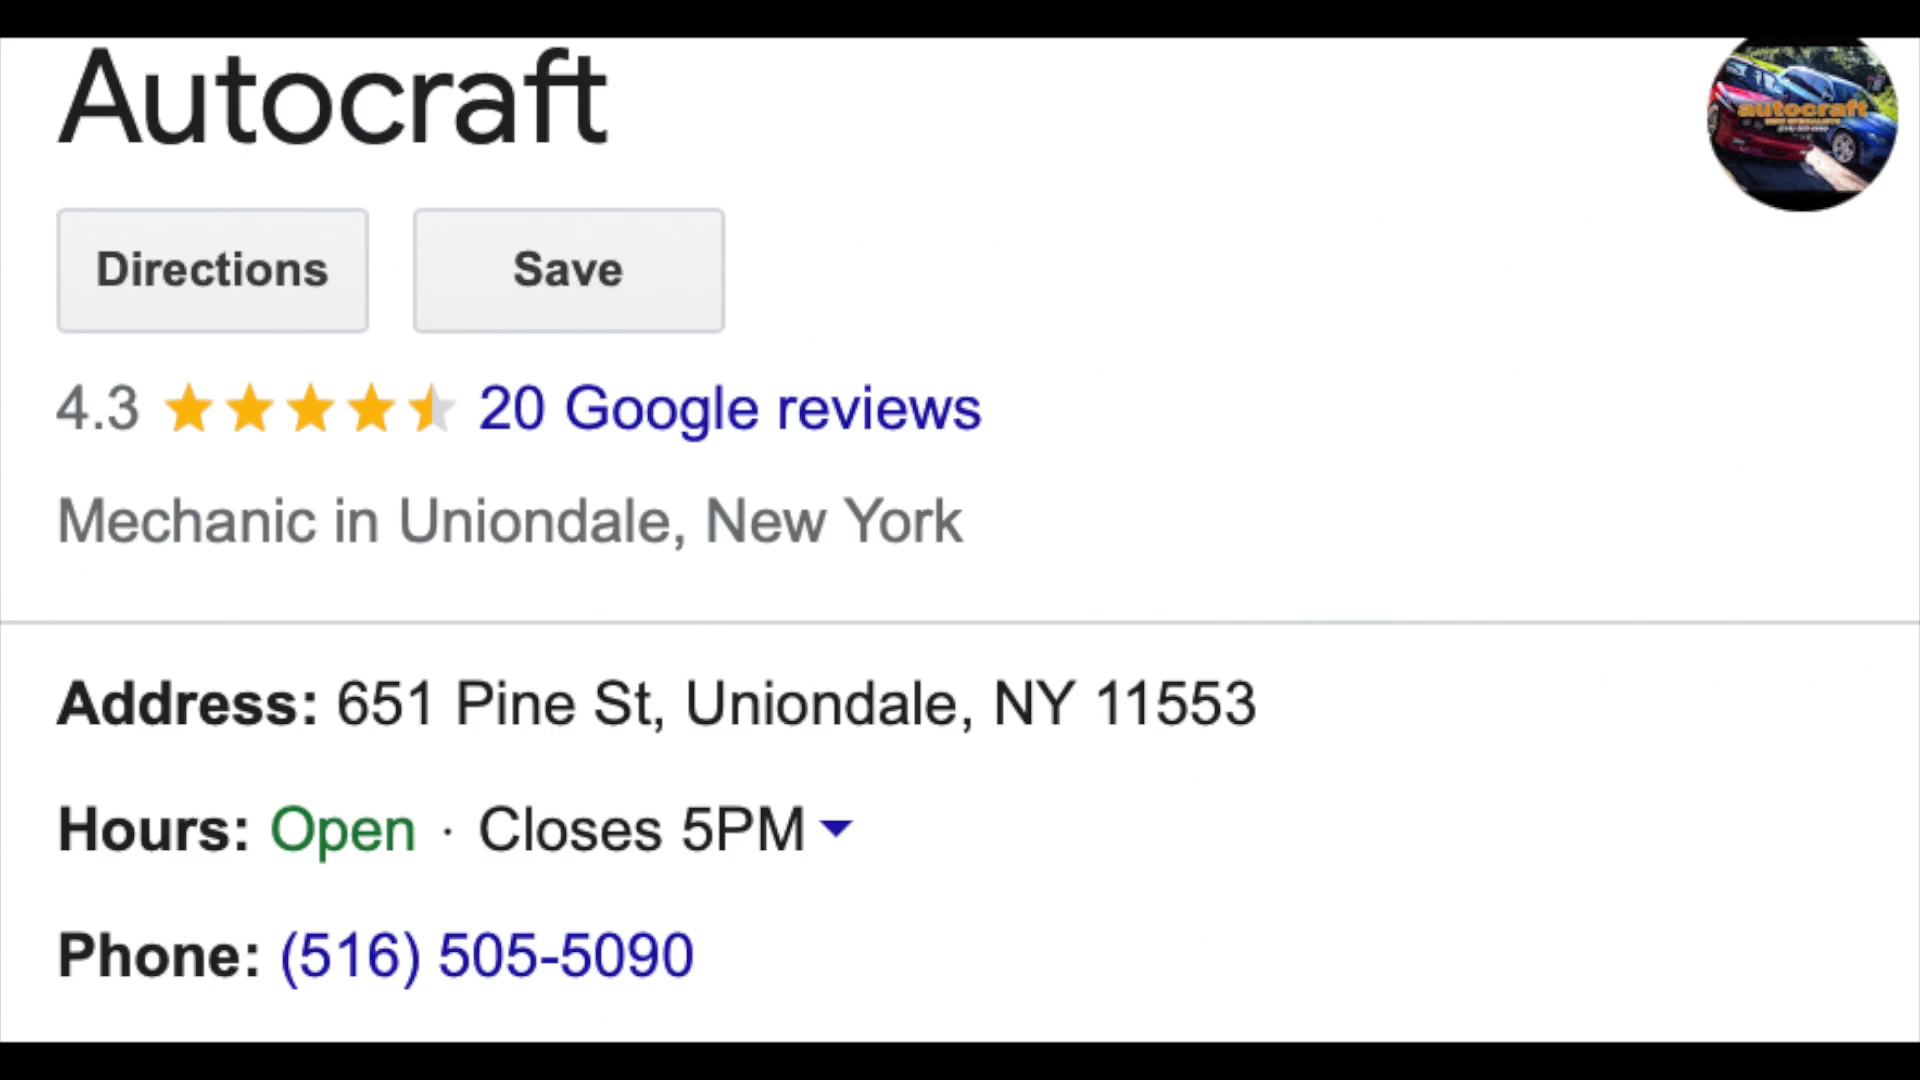 Autocraft
autocraft
Directions Save
4.3 20 Google reviews
Mechanic in Uniondale, New York
Address: 651 Pine St, Uniondale, NY 11553
Hours: Open · Closes 5PM
Phone: (516) 505-5090